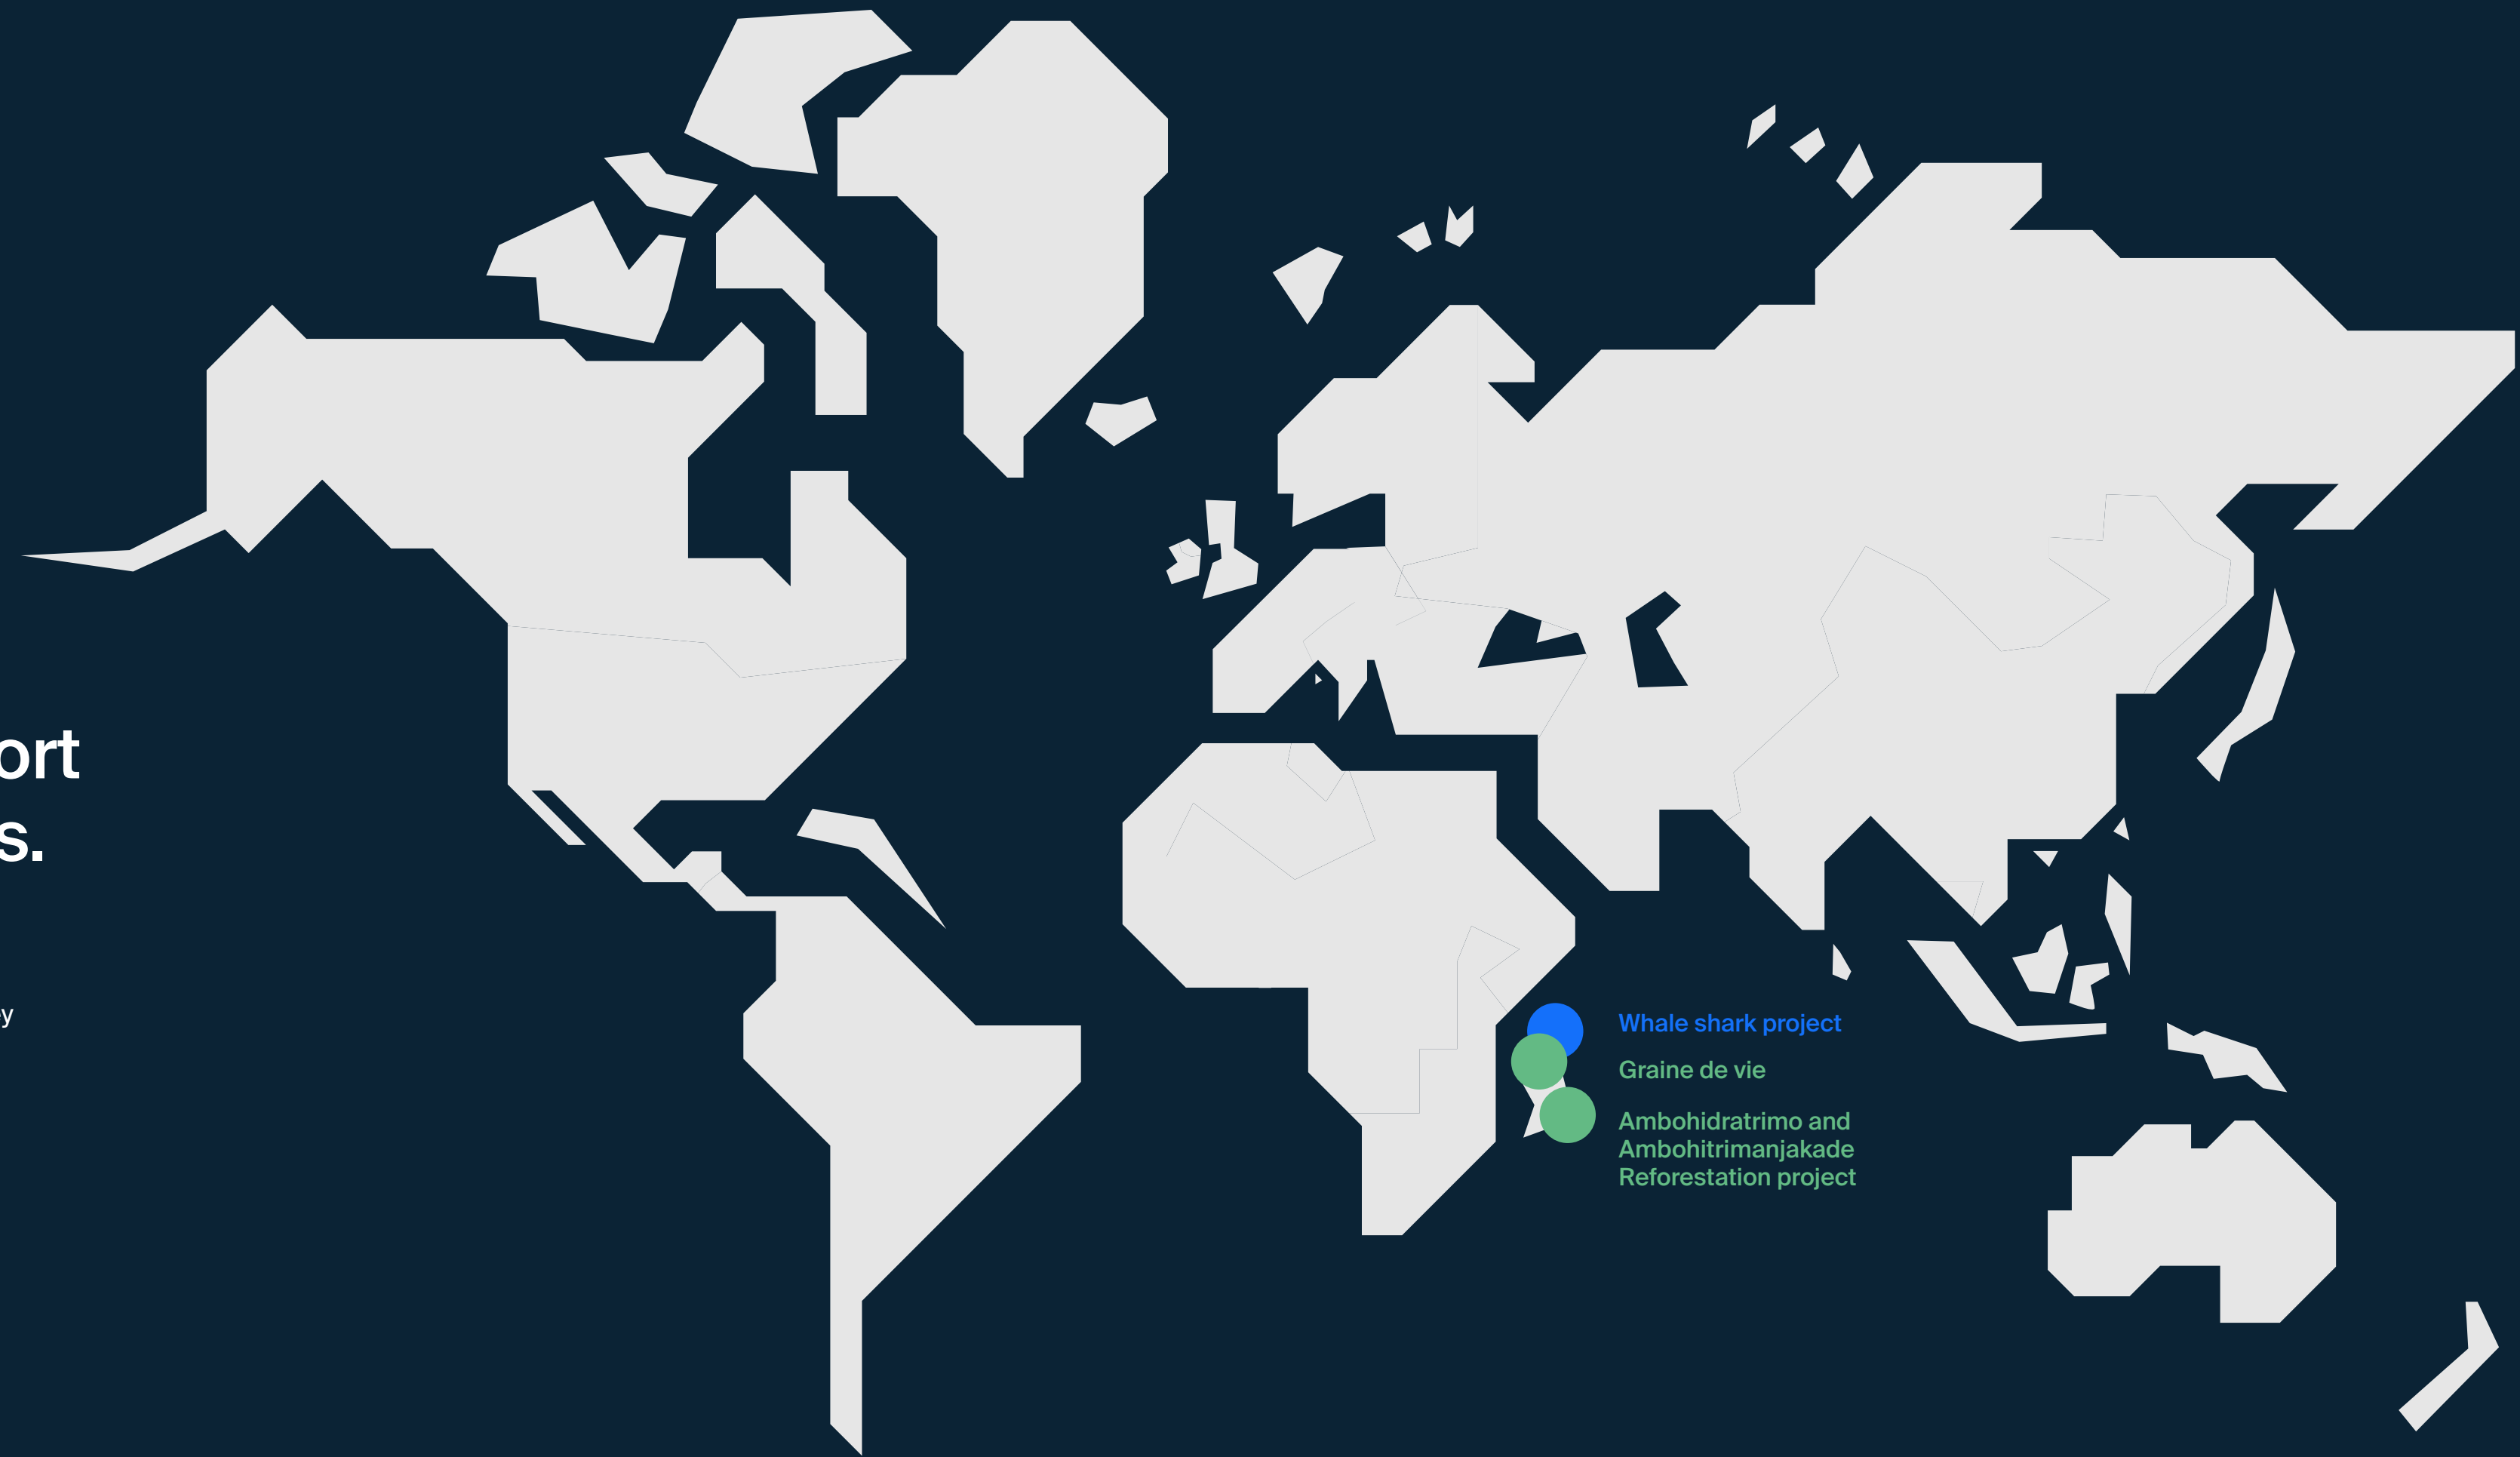 ort
s.
y
Whale shark project
Graine de vie
Ambohidratrimo and
Ambohitrimanjakade
Reforestation project